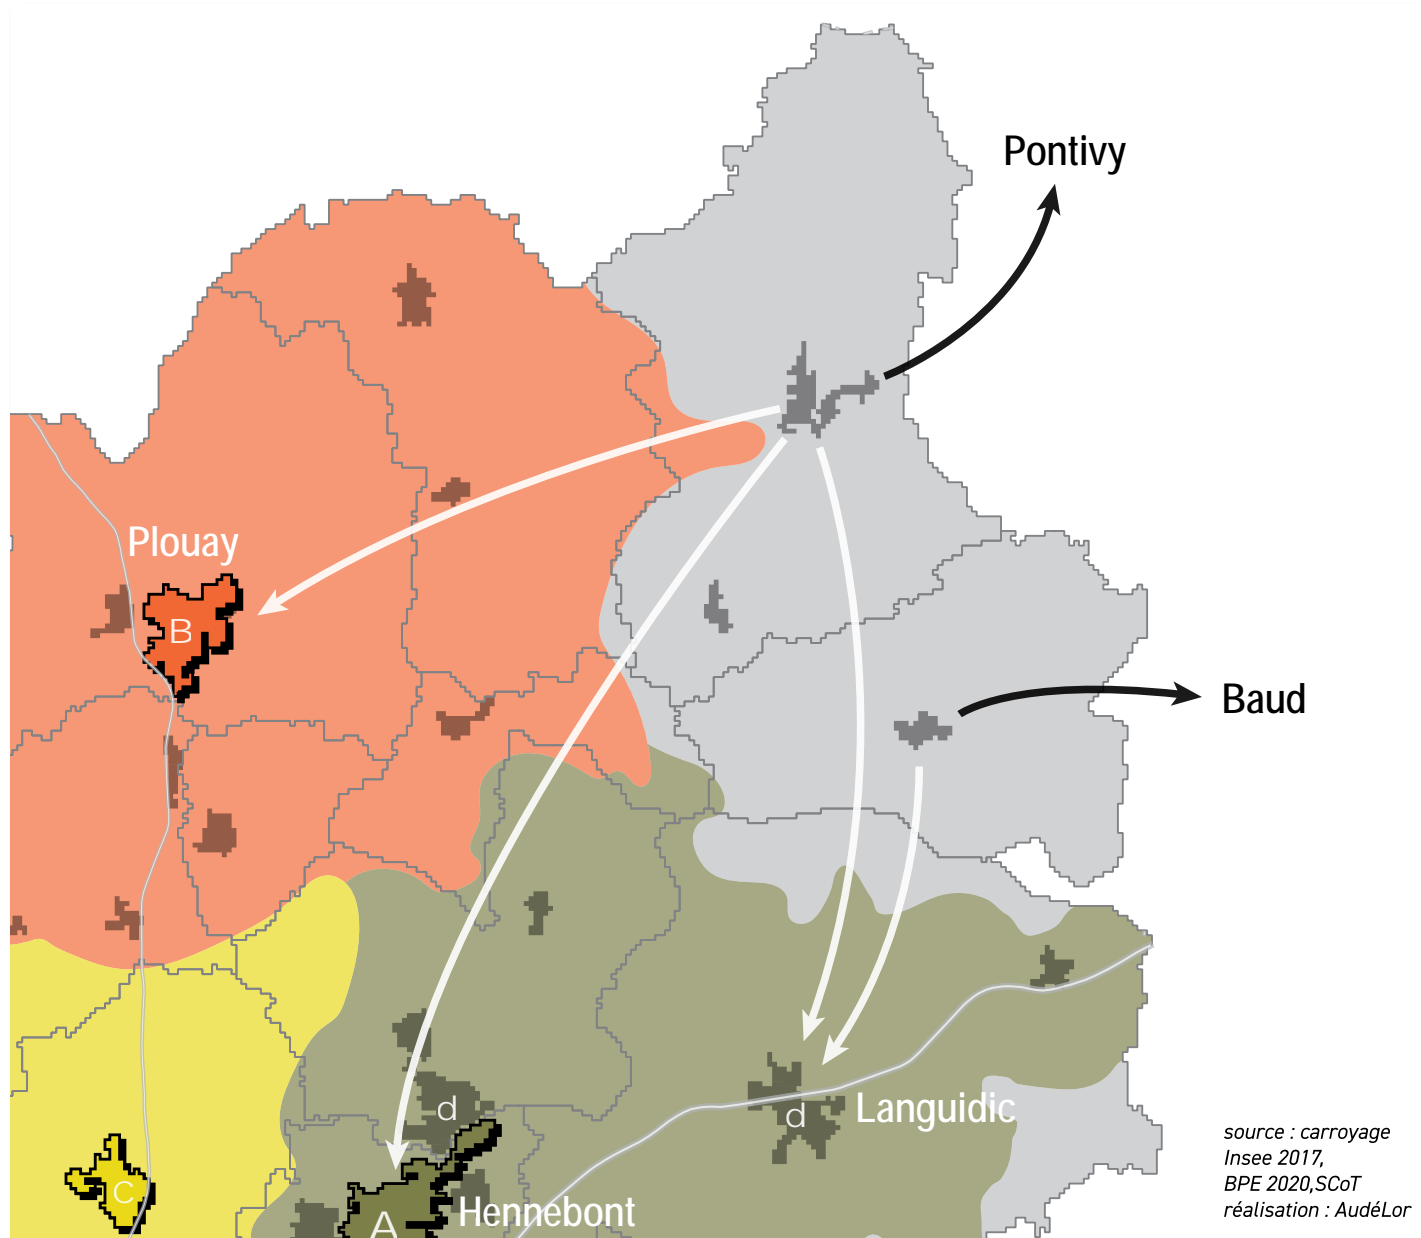 Pontivy
Plouay
B
Baud
d
d
Languidic
C
A
Hennebont
source : carroyage
Insee 2017,
BPE 2020,SCoT
réalisation : AudéLor